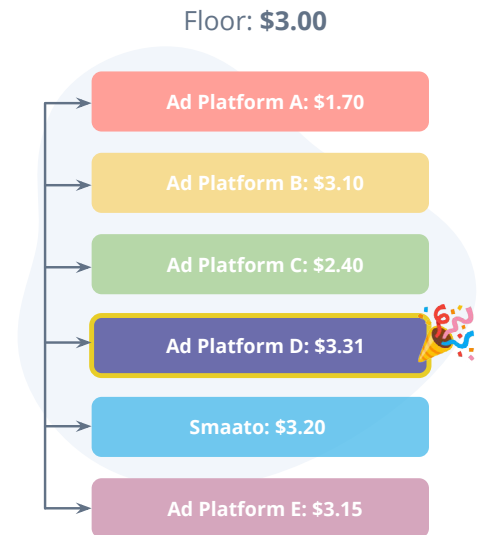 Floor: $3.00
Ad Platform A: $1.70
Ad Platform B: $3.10
Ad Platform C: $2.40
Ad Platform D: $3.31
Smaato: $3.20
Ad Platform E: $3.15